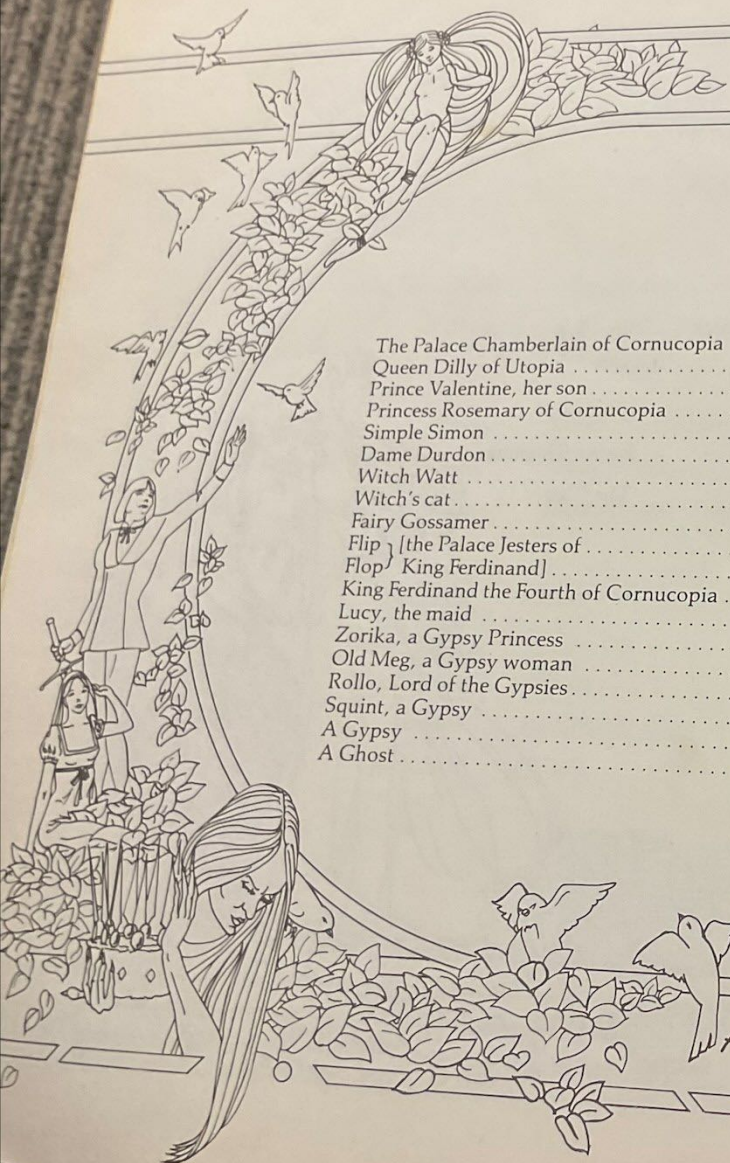 The Palace Chamberlain of Cornucopia
Queen Dilly of Utopia . . . . . . . . . . . . . .
Prince Valentine, her son . . . . . . . . . . . .
Princess Rosemary of Cornucopia . . . . .
Simple Simon . . . . . . . . . . . . . . . . . . . . .
Dame Durdon . . . . . . . . . . . . . . . . . . . . .
Witch Watt . . . . . . . . . . . . . . . . . . . . . . .
Witch's cat . . . . . . . . . . . . . . . . . . . . . . . .
Fairy Gossamer . . . . . . . . . . . . . . . . . . . .
Flip } [the Palace Jesters of . . . . . . . . . . . .
Flop } King Ferdinand] . . . . . . . . . . . . . . .
King Ferdinand the Fourth of Cornucopia .
Lucy, the maid . . . . . . . . . . . . . . . . . . . . .
Zorika, a Gypsy Princess . . . . . . . . . . . . .
Old Meg, a Gypsy woman . . . . . . . . . . . .
Rollo, Lord of the Gypsies . . . . . . . . . . . . .
Squint, a Gypsy . . . . . . . . . . . . . . . . . . . . .
A Gypsy . . . . . . . . . . . . . . . . . . . . . . . . . . .
A Ghost . . . . . . . . . . . . . . . . . . . . . . . . . . . .